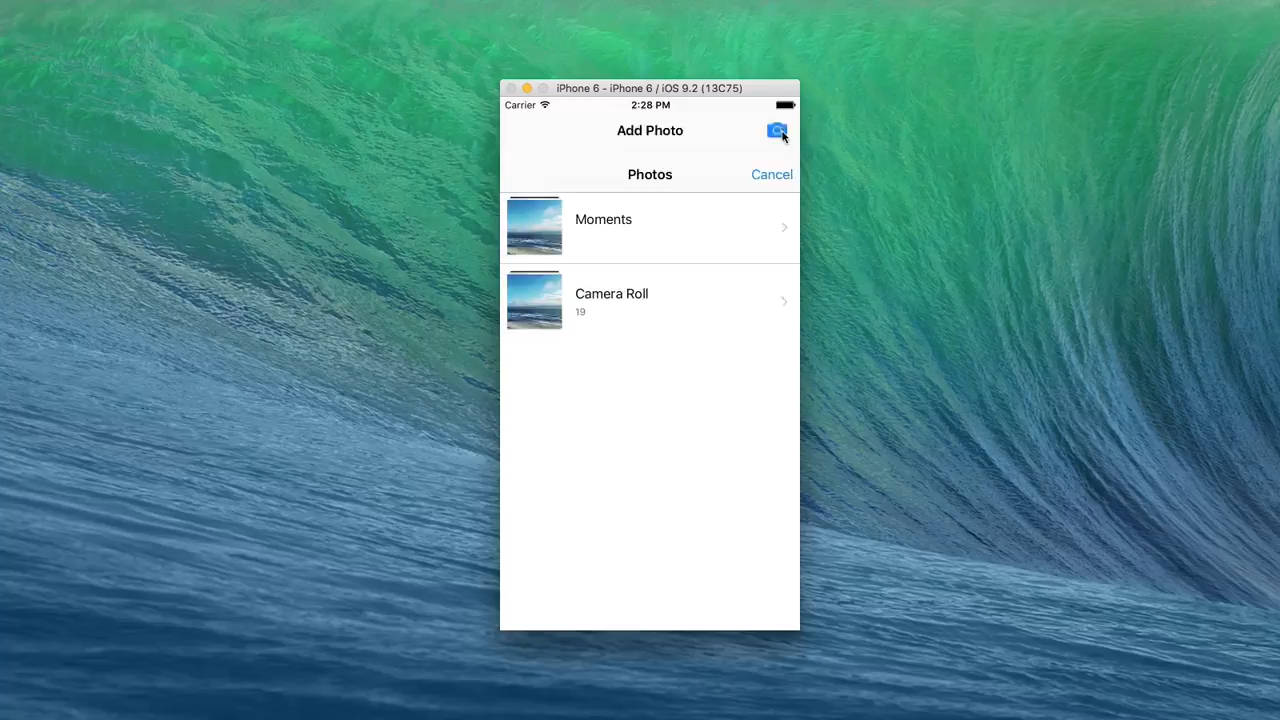 iPhone 6 - iPhone 6 / iOS 9.2 (13C75)
Carrier 2:28 PM
Add Photo
Photos Cancel
Moments
Camera Roll
19